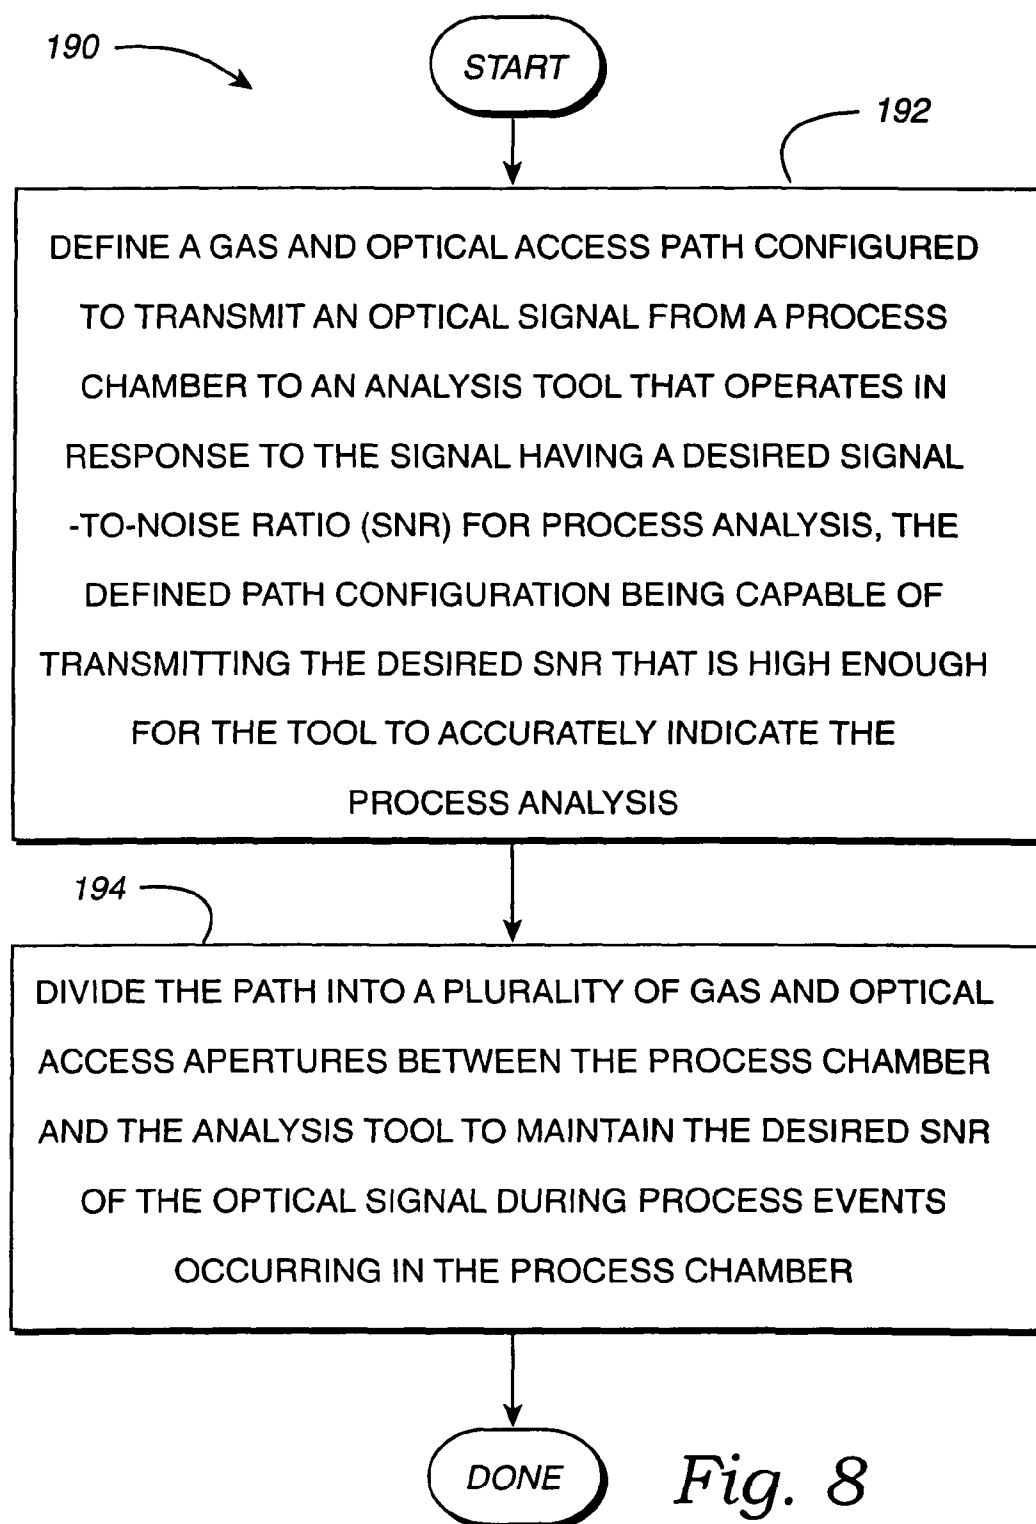 190
START
192
DEFINE A GAS AND OPTICAL ACCESS PATH CONFIGURED
TO TRANSMIT AN OPTICAL SIGNAL FROM A PROCESS
CHAMBER TO AN ANALYSIS TOOL THAT OPERATES IN
RESPONSE TO THE SIGNAL HAVING A DESIRED SIGNAL
-TO-NOISE RATIO (SNR) FOR PROCESS ANALYSIS, THE
DEFINED PATH CONFIGURATION BEING CAPABLE OF
TRANSMITTING THE DESIRED SNR THAT IS HIGH ENOUGH
FOR THE TOOL TO ACCURATELY INDICATE THE
PROCESS ANALYSIS
194
DIVIDE THE PATH INTO A PLURALITY OF GAS AND OPTICAL
ACCESS APERTURES BETWEEN THE PROCESS CHAMBER
AND THE ANALYSIS TOOL TO MAINTAIN THE DESIRED SNR
OF THE OPTICAL SIGNAL DURING PROCESS EVENTS
OCCURRING IN THE PROCESS CHAMBER
DONE
Fig. 8